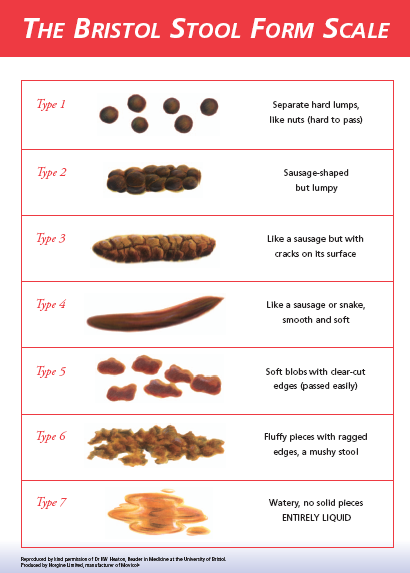 THE BRISTOL STOOL FORM SCALE
Type 1
Separate hard lumps,
like nuts (hard to pass)
Type 2
Sausage-shaped
but lumpy
Type 3
Like a sausage but with
cracks on its surface
Type 4
Like a sausage or snake,
smooth and soft
Type 5
Soft blobs with clear-cut
edges (passed easily)
Type 6
Fluffy pieces with ragged
edges, a mushy stool
Type 7
Watery, no solid pieces
ENTIRELY LIQUID
Reproduced by kind permission of Dr KW Heaton, Reader in Medicine at the University of Bristol.
Produced by Norgine Limited, manufacturer of Movicol®